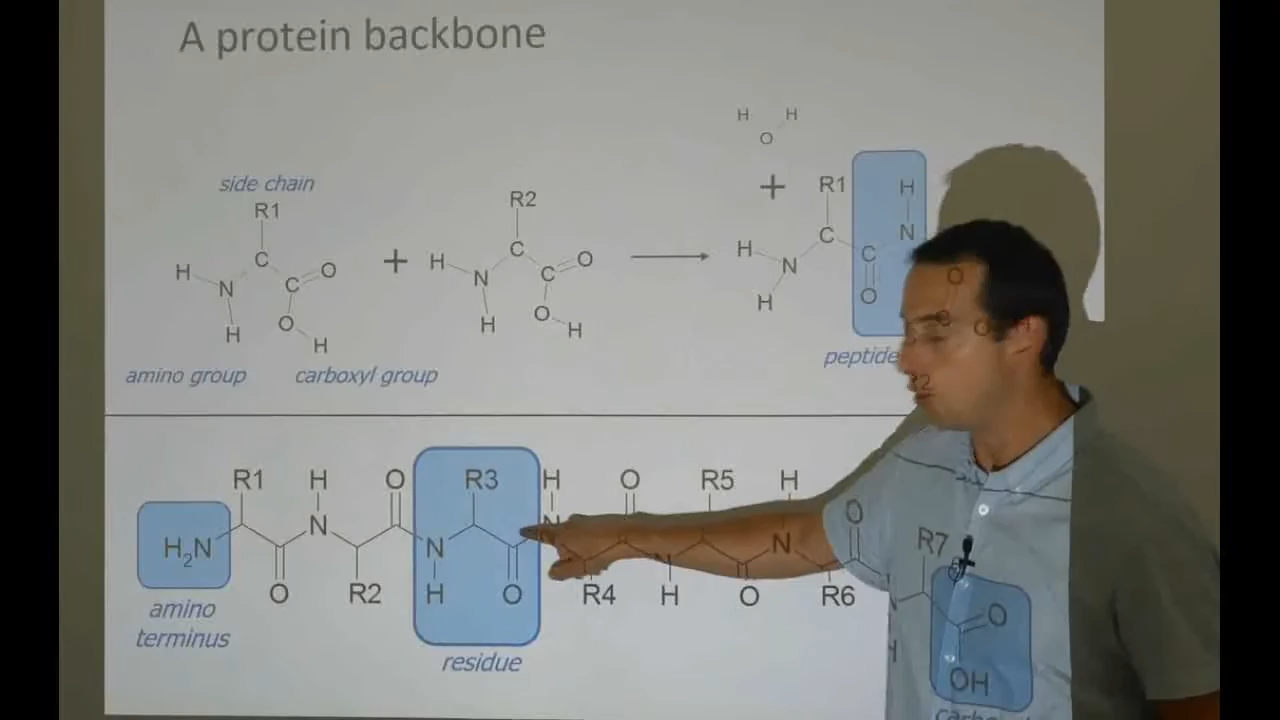 A protein backbone
H H
O
side chain
R1
R2
+
R1
H
C
H
N
C
O
H
+
H
N
C
C
O
H
H
N
C
C
N
O
H
O
H
O
H
H
O
amino group
carboxyl group
peptide
R1
H
O
R3
H
O
R5
H
O
R7
H2N
N
N
N
N
N
O
R2
H
O
R4
H
O
R6
OH
amino
terminus
residue